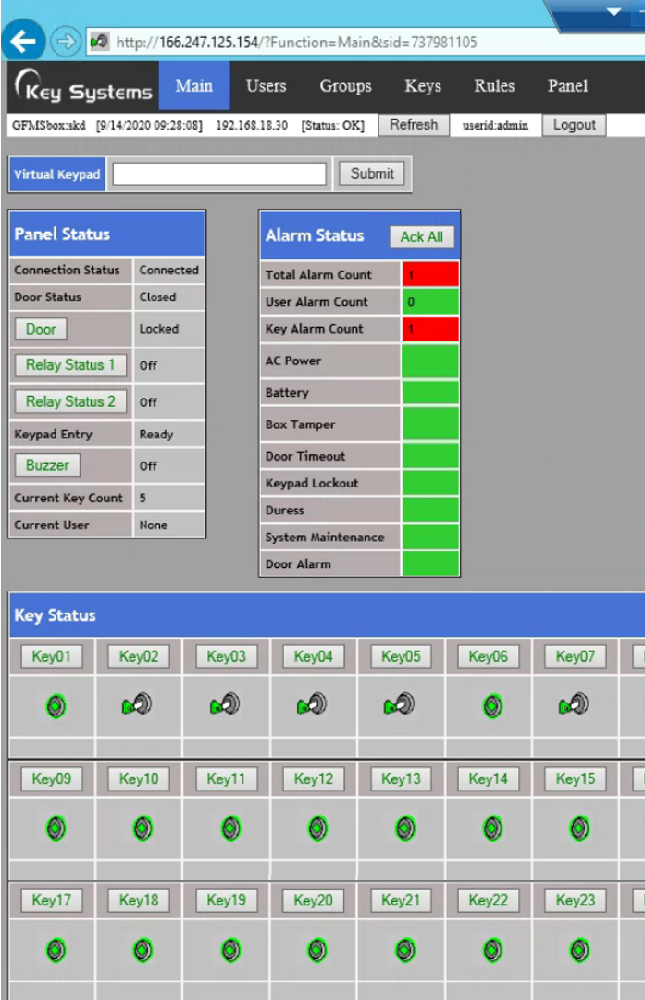 http://166.247.125.154/?Function=Main&sid=737981105
Key Systems Main Users Groups Keys Rules Panel
GFMSbox:skd [9/14/2020 09:28:08] 192.168.18.30 [Status: OK] Refresh userid:admin Logout
Virtual Keypad Submit
Panel Status
Connection Status Connected
Door Status Closed
Door Locked
Relay Status 1 Off
Relay Status 2 Off
Keypad Entry Ready
Buzzer Off
Current Key Count 5
Current User None
Alarm Status Ack All
Total Alarm Count 1
User Alarm Count 0
Key Alarm Count 1
AC Power
Battery
Box Tamper
Door Timeout
Keypad Lockout
Duress
System Maintenance
Door Alarm
Key Status
Key01 Key02 Key03 Key04 Key05 Key06 Key07
Key09 Key10 Key11 Key12 Key13 Key14 Key15
Key17 Key18 Key19 Key20 Key21 Key22 Key23